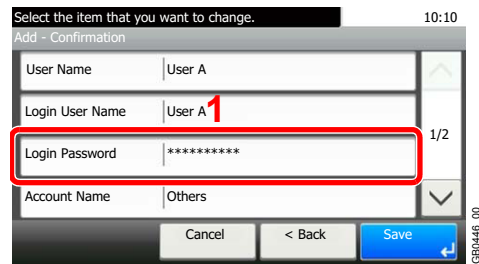 Select the item that you want to change.
10:10
Add - Confirmation
User Name User A
Login User Name User A
1
1/2
Login Password **********
Account Name Others
Cancel < Back Save
GB0446_00